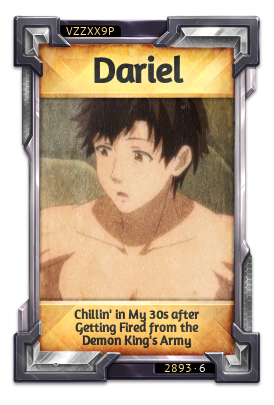 VZZXX9P
Dariel
Chillin' in My 30s after
Getting Fired from the
Demon King's Army
2893·6